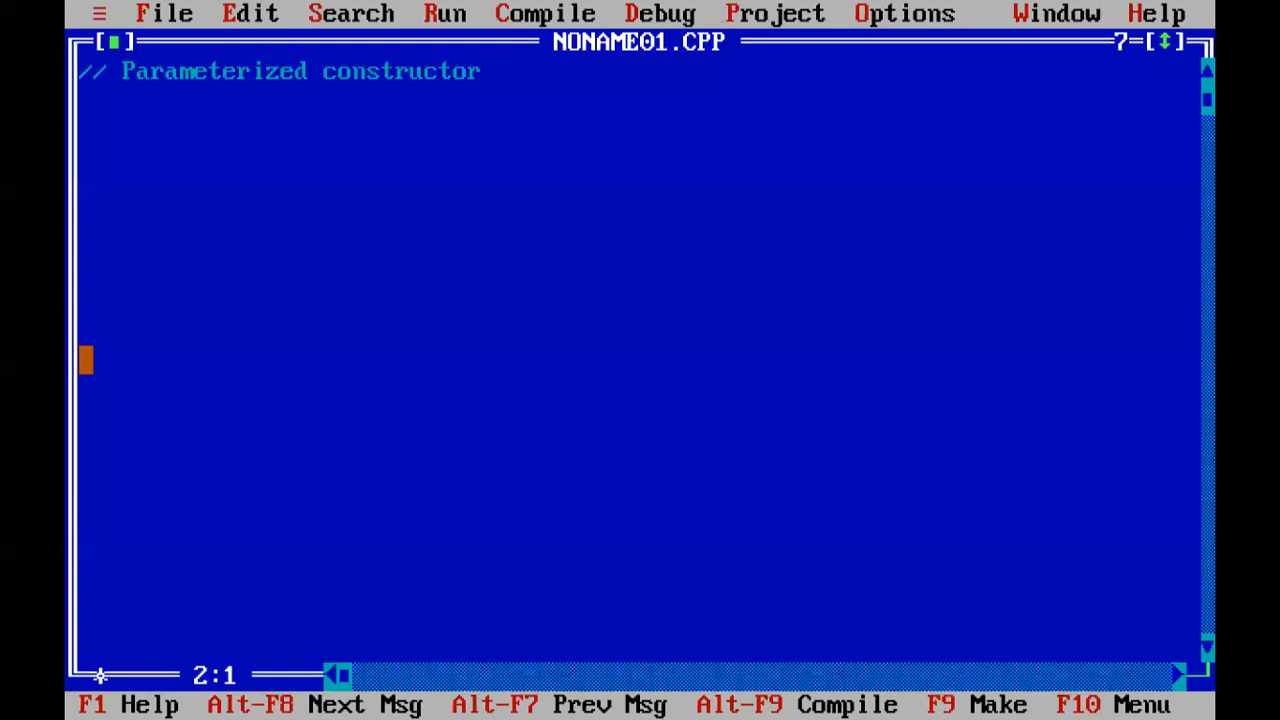 ≡ File Edit Search Run Compile Debug Project Options Window Help
[■] NONAME01.CPP 7=[↕]
// Parameterized constructor
2:1
F1 Help Alt-F8 Next Msg Alt-F7 Prev Msg Alt-F9 Compile F9 Make F10 Menu